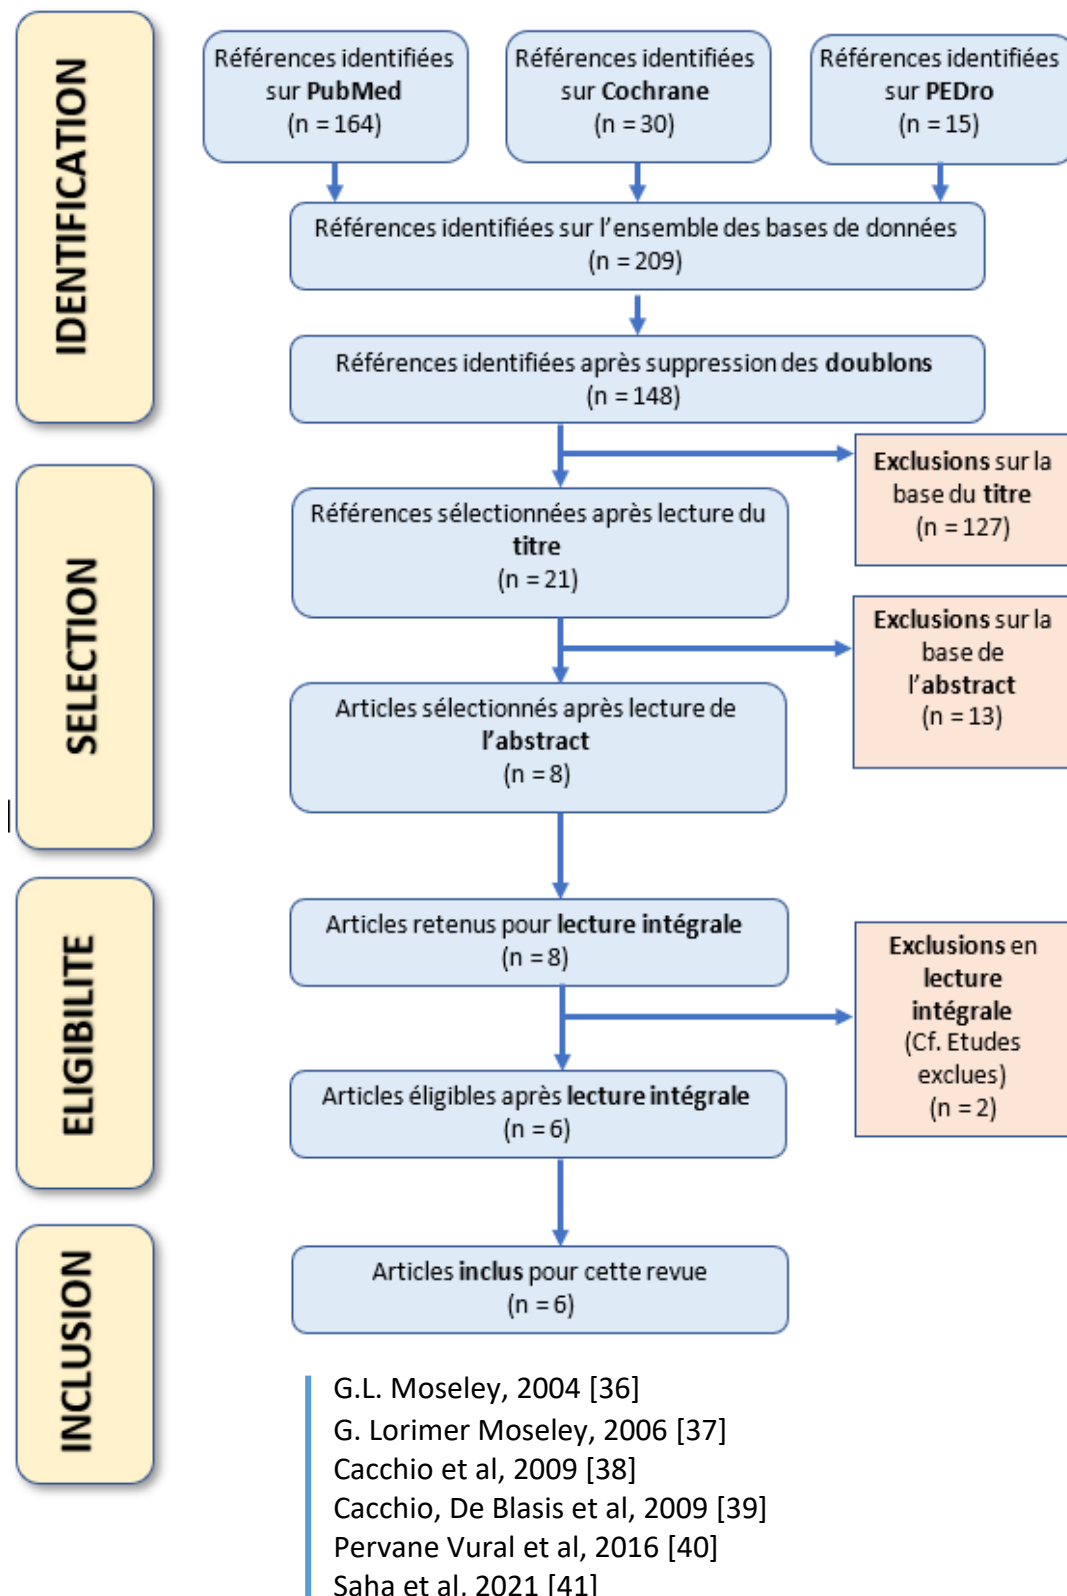 IDENTIFICATION
Références identifiées
sur PubMed
(n = 164)
Références identifiées
sur Cochrane
(n = 30)
Références identifiées
sur PEDro
(n = 15)
Références identifiées sur l'ensemble des bases de données
(n = 209)
Références identifiées après suppression des doublons
(n = 148)
SELECTION
Exclusions sur la
base du titre
(n = 127)
Références sélectionnées après lecture du
titre
(n = 21)
Exclusions sur la
base de
l'abstract
(n = 13)
Articles sélectionnés après lecture de
l'abstract
(n = 8)
ELIGIBILITE
Articles retenus pour lecture intégrale
(n = 8)
Exclusions en
lecture
intégrale
(Cf. Etudes
exclues)
(n = 2)
Articles éligibles après lecture intégrale
(n = 6)
INCLUSION
Articles inclus pour cette revue
(n = 6)
G.L. Moseley, 2004 [36]
G. Lorimer Moseley, 2006 [37]
Cacchio et al, 2009 [38]
Cacchio, De Blasis et al, 2009 [39]
Pervane Vural et al, 2016 [40]
Saha et al, 2021 [41]